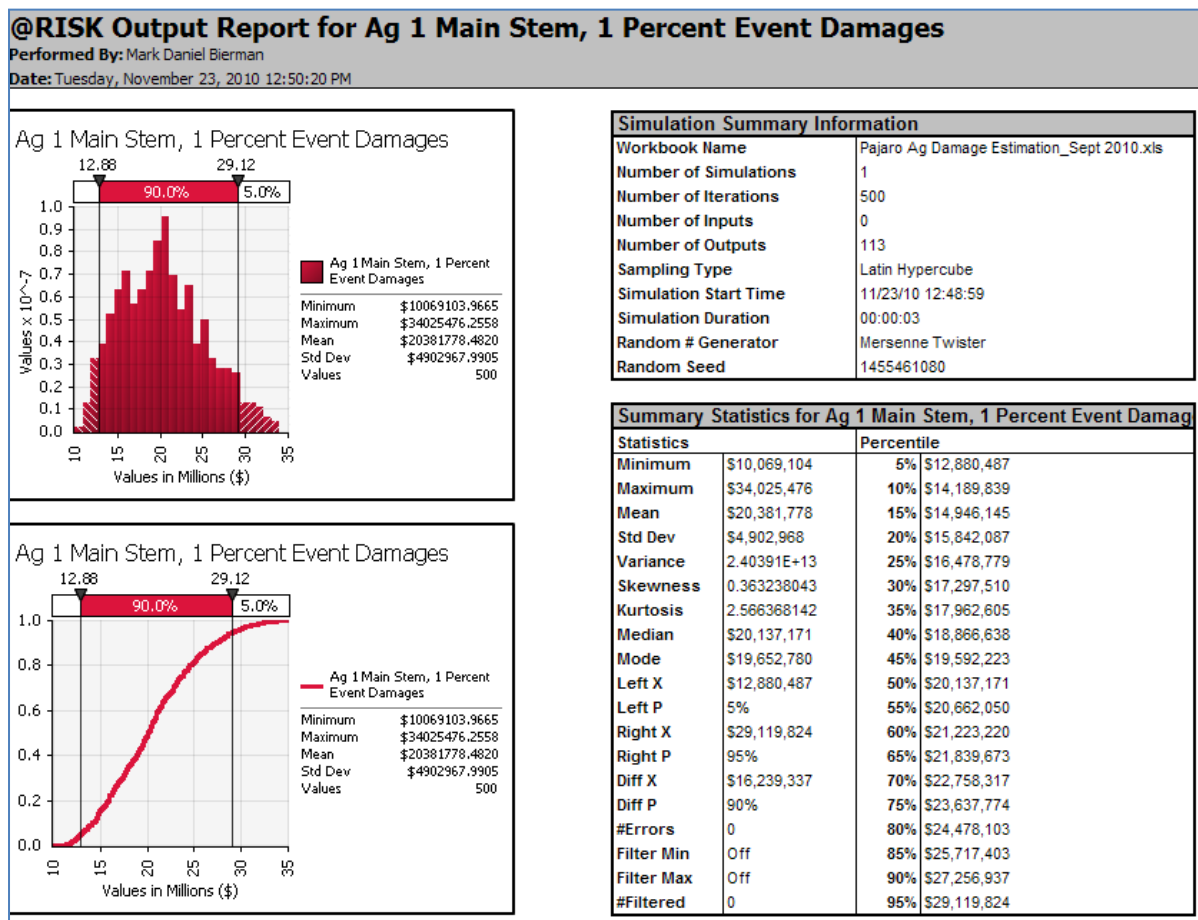 @RISK Output Report for Ag 1 Main Stem, 1 Percent Event Damages
Performed By: Mark Daniel Bierman
Date: Tuesday, November 23, 2010 12:50:20 PM
Ag 1 Main Stem, 1 Percent Event Damages
12.88 29.12
90.0% 5.0%
1.0
0.9
0.8
0.7
0.6
0.5
0.4
0.3
0.2
0.1
0.0
Values x 10^-7
10 15 20 25 30 35
Values in Millions ($)
Ag 1 Main Stem, 1 Percent
Event Damages
Minimum $10069103.9665
Maximum $34025476.2558
Mean $20381778.4820
Std Dev $4902967.9905
Values 500
Ag 1 Main Stem, 1 Percent Event Damages
12.88 29.12
90.0% 5.0%
1.0
0.8
0.6
0.4
0.2
0.0
10 15 20 25 30 35
Values in Millions ($)
Ag 1 Main Stem, 1 Percent
Event Damages
Minimum $10069103.9665
Maximum $34025476.2558
Mean $20381778.4820
Std Dev $4902967.9905
Values 500
Simulation Summary Information
Workbook Name Pajaro Ag Damage Estimation_Sept 2010.xls
Number of Simulations 1
Number of Iterations 500
Number of Inputs 0
Number of Outputs 113
Sampling Type Latin Hypercube
Simulation Start Time 11/23/10 12:48:59
Simulation Duration 00:00:03
Random # Generator Mersenne Twister
Random Seed 1455461080
Summary Statistics for Ag 1 Main Stem, 1 Percent Event Damag
Statistics Percentile
Minimum $10,069,104 5% $12,880,487
Maximum $34,025,476 10% $14,189,839
Mean $20,381,778 15% $14,946,145
Std Dev $4,902,968 20% $15,842,087
Variance 2.40391E+13 25% $16,478,779
Skewness 0.363238043 30% $17,297,510
Kurtosis 2.566368142 35% $17,962,605
Median $20,137,171 40% $18,866,638
Mode $19,652,780 45% $19,592,223
Left X $12,880,487 50% $20,137,171
Left P 5% 55% $20,662,050
Right X $29,119,824 60% $21,223,220
Right P 95% 65% $21,839,673
Diff X $16,239,337 70% $22,758,317
Diff P 90% 75% $23,637,774
#Errors 0 80% $24,478,103
Filter Min Off 85% $25,717,403
Filter Max Off 90% $27,256,937
#Filtered 0 95% $29,119,824